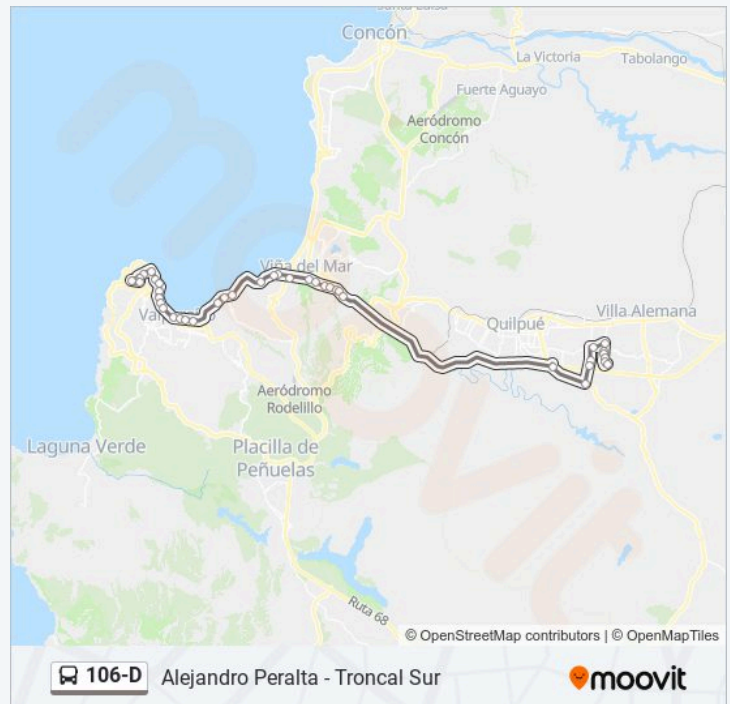 Santa Luisa
Concón
La Victoria
Tabolango
Fuerte Aguayo
Aeródromo
Concón
Viña del Mar
Villa Alemana
Quilpué
Aeródromo
Rodelillo
Laguna Verde
Placilla de
Peñuelas
Ruta 68
© OpenStreetMap contributors | © OpenMapTiles
106-D
Alejandro Peralta - Troncal Sur
moovit